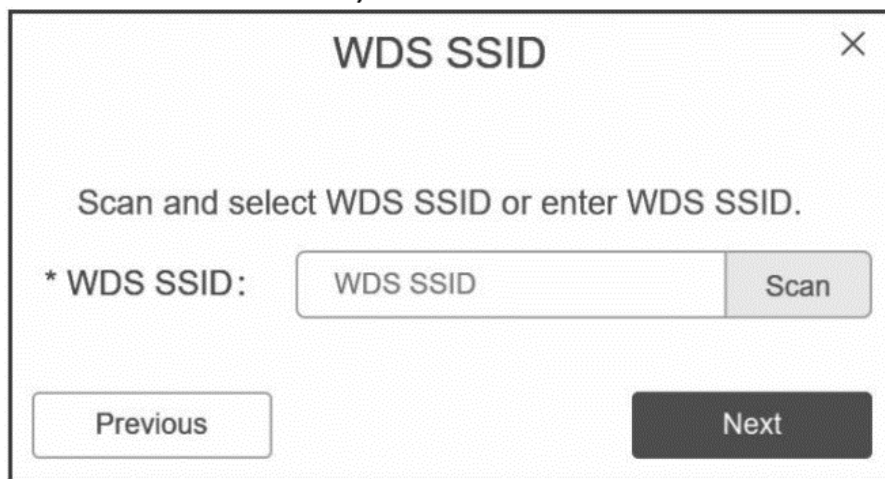 WDS SSID ×
Scan and select WDS SSID or enter WDS SSID.
* WDS SSID: WDS SSID Scan
Previous Next